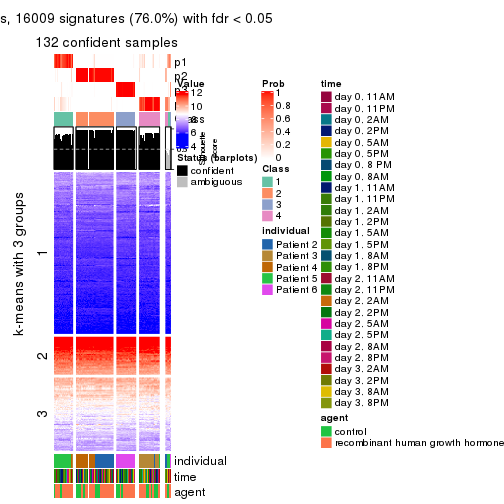 s, 16009 signatures (76.0%) with fdr < 0.05
132 confident samples
p1
p2
p3
Value
12
10
8
6
4
Class
Silhouette score
Status (barplots)
confident
ambiguous
k-means with 3 groups
1
2
3
individual
time
agent
Prob
1
0.8
0.6
0.4
0.2
0
Class
1
2
3
4
individual
Patient 2
Patient 3
Patient 4
Patient 5
Patient 6
time
day 0. 11AM
day 0. 11PM
day 0. 2AM
day 0. 2PM
day 0. 5AM
day 0. 5PM
day 0. 8 PM
day 0. 8AM
day 1. 11AM
day 1. 11PM
day 1. 2AM
day 1. 2PM
day 1. 5AM
day 1. 5PM
day 1. 8AM
day 1. 8PM
day 2. 11AM
day 2. 11PM
day 2. 2AM
day 2. 2PM
day 2. 5AM
day 2. 5PM
day 2. 8AM
day 2. 8PM
day 3. 2AM
day 3. 2PM
day 3. 8AM
day 3. 8PM
agent
control
recombinant human growth hormone